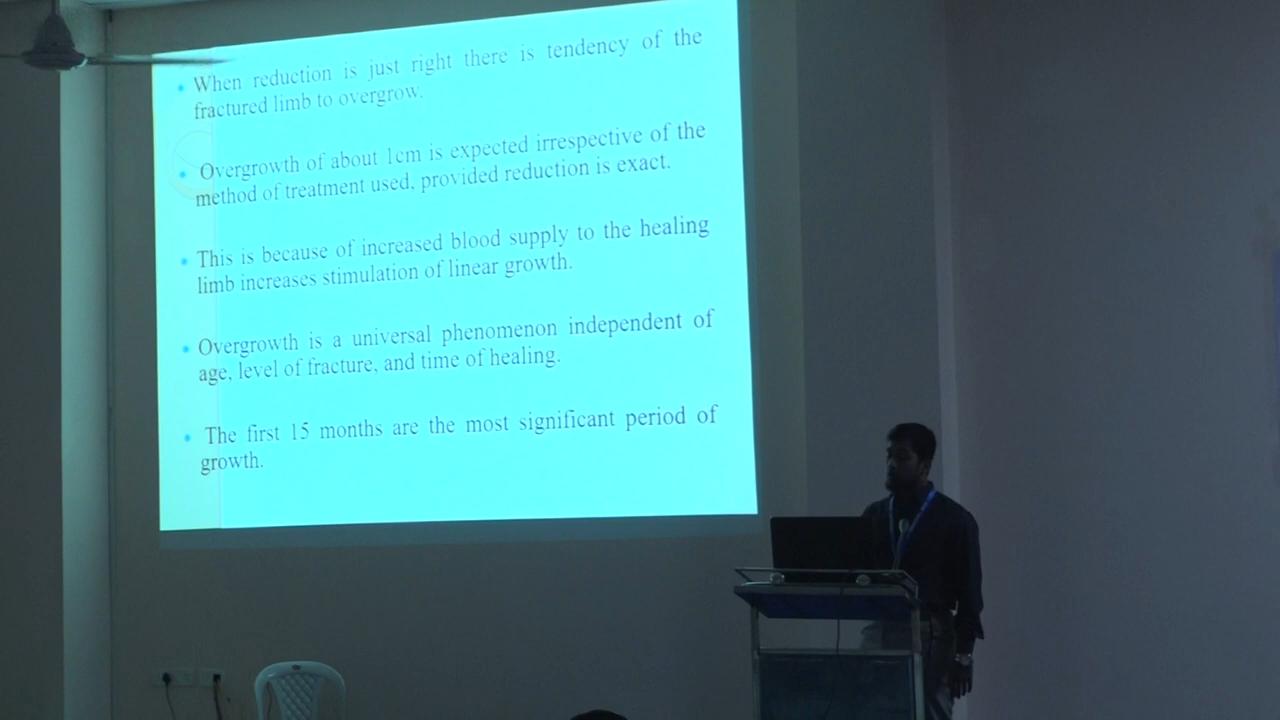 When reduction is just right there is tendency of the
fractured limb to overgrow.
Overgrowth of about 1cm is expected irrespective of the
method of treatment used, provided reduction is exact.
This is because of increased blood supply to the healing
limb increases stimulation of linear growth.
Overgrowth is a universal phenomenon independent of
age, level of fracture, and time of healing.
The first 15 months are the most significant period of
growth.